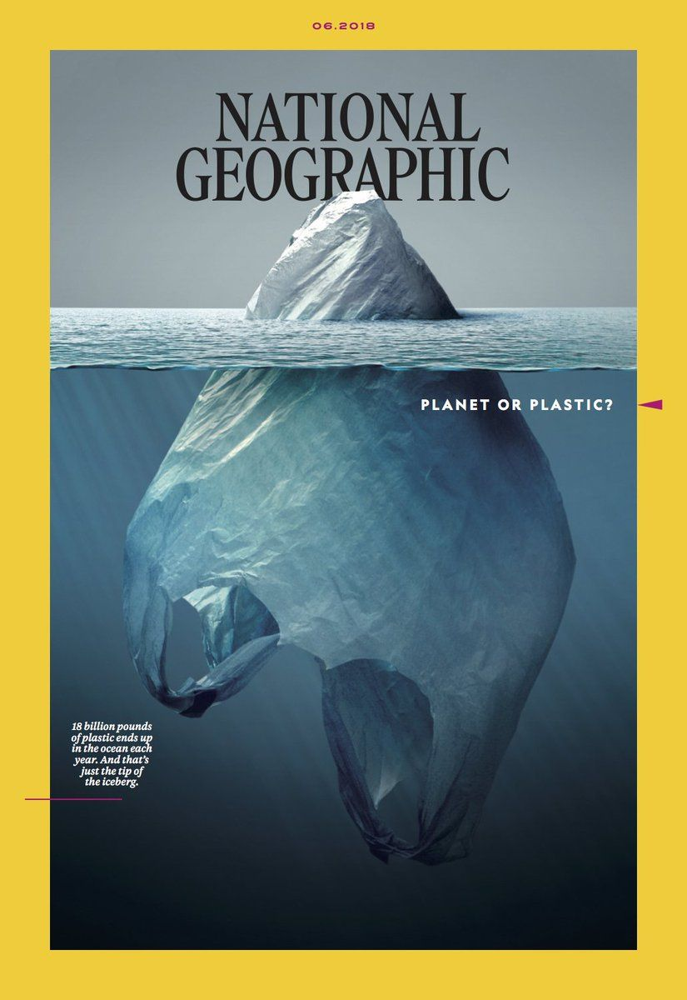 06.2018
NATIONAL
GEOGRAPHIC
PLANET OR PLASTIC?
18 billion pounds
of plastic ends up
in the ocean each
year. And that's
just the tip of
the iceberg.